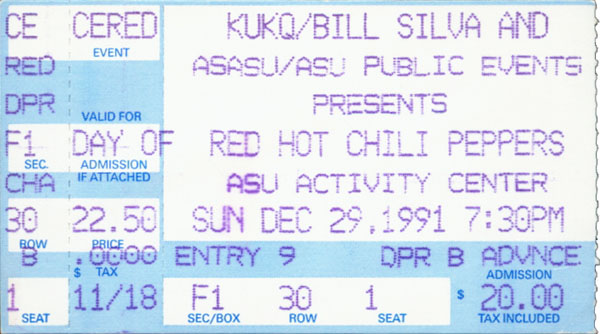 CE CERED KUKQ/BILL SILVA AND
EVENT
RED ASASU/ASU PUBLIC EVENTS
DPR PRESENTS
VALID FOR
F1 DAY OF RED HOT CHILI PEPPERS
SEC. ADMISSION
IF ATTACHED
CHA ASU ACTIVITY CENTER
30 22.50 SUN DEC 29,1991 7:30PM
ROW PRICE
B .0000 ENTRY 9 DPR B ADVNCE
$ TAX ADMISSION
1 11/18 F1 30 1 $ 20.00
SEAT SEC/BOX ROW SEAT TAX INCLUDED